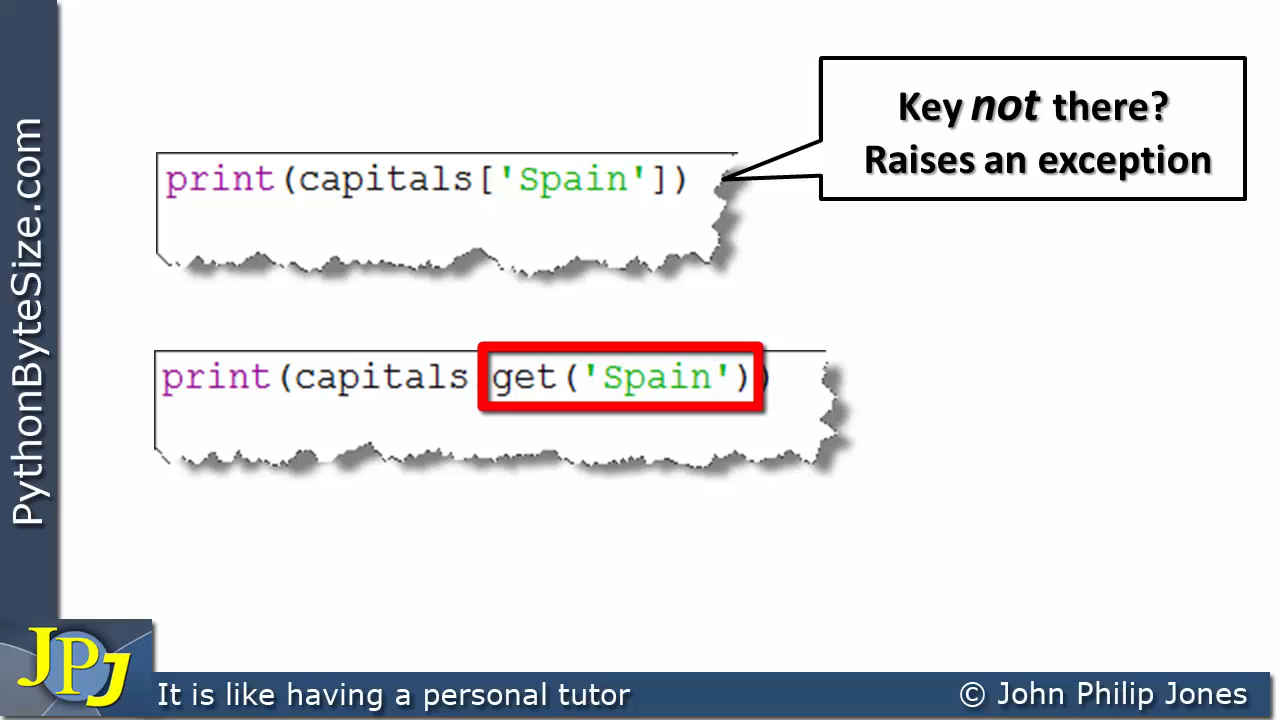 PythonByteSize.com
Key not there?
Raises an exception
print(capitals['Spain'])
print(capitals get('Spain'))
JPJ
It is like having a personal tutor
© John Philip Jones